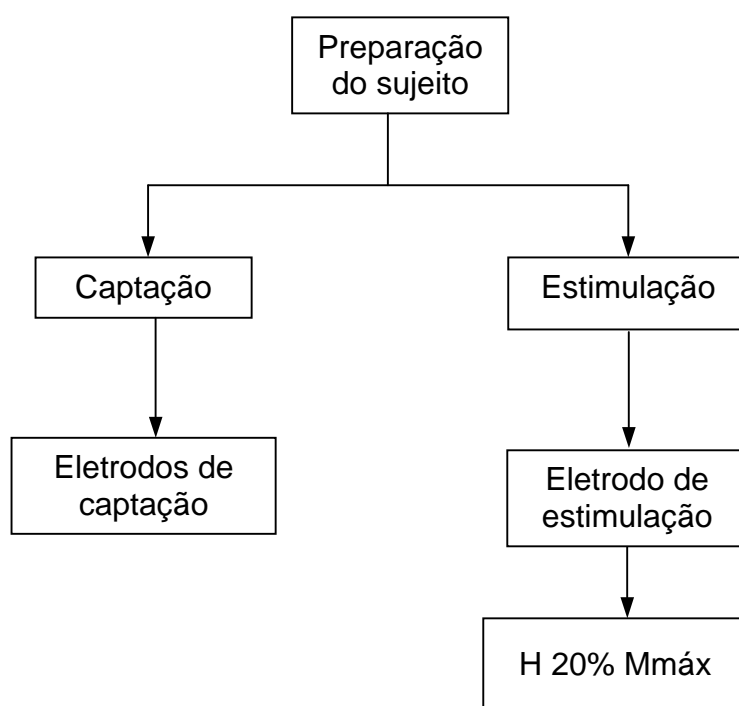 Preparação
do sujeito
Captação
Estimulação
Eletrodos de
captação
Eletrodo de
estimulação
H 20% Mmáx